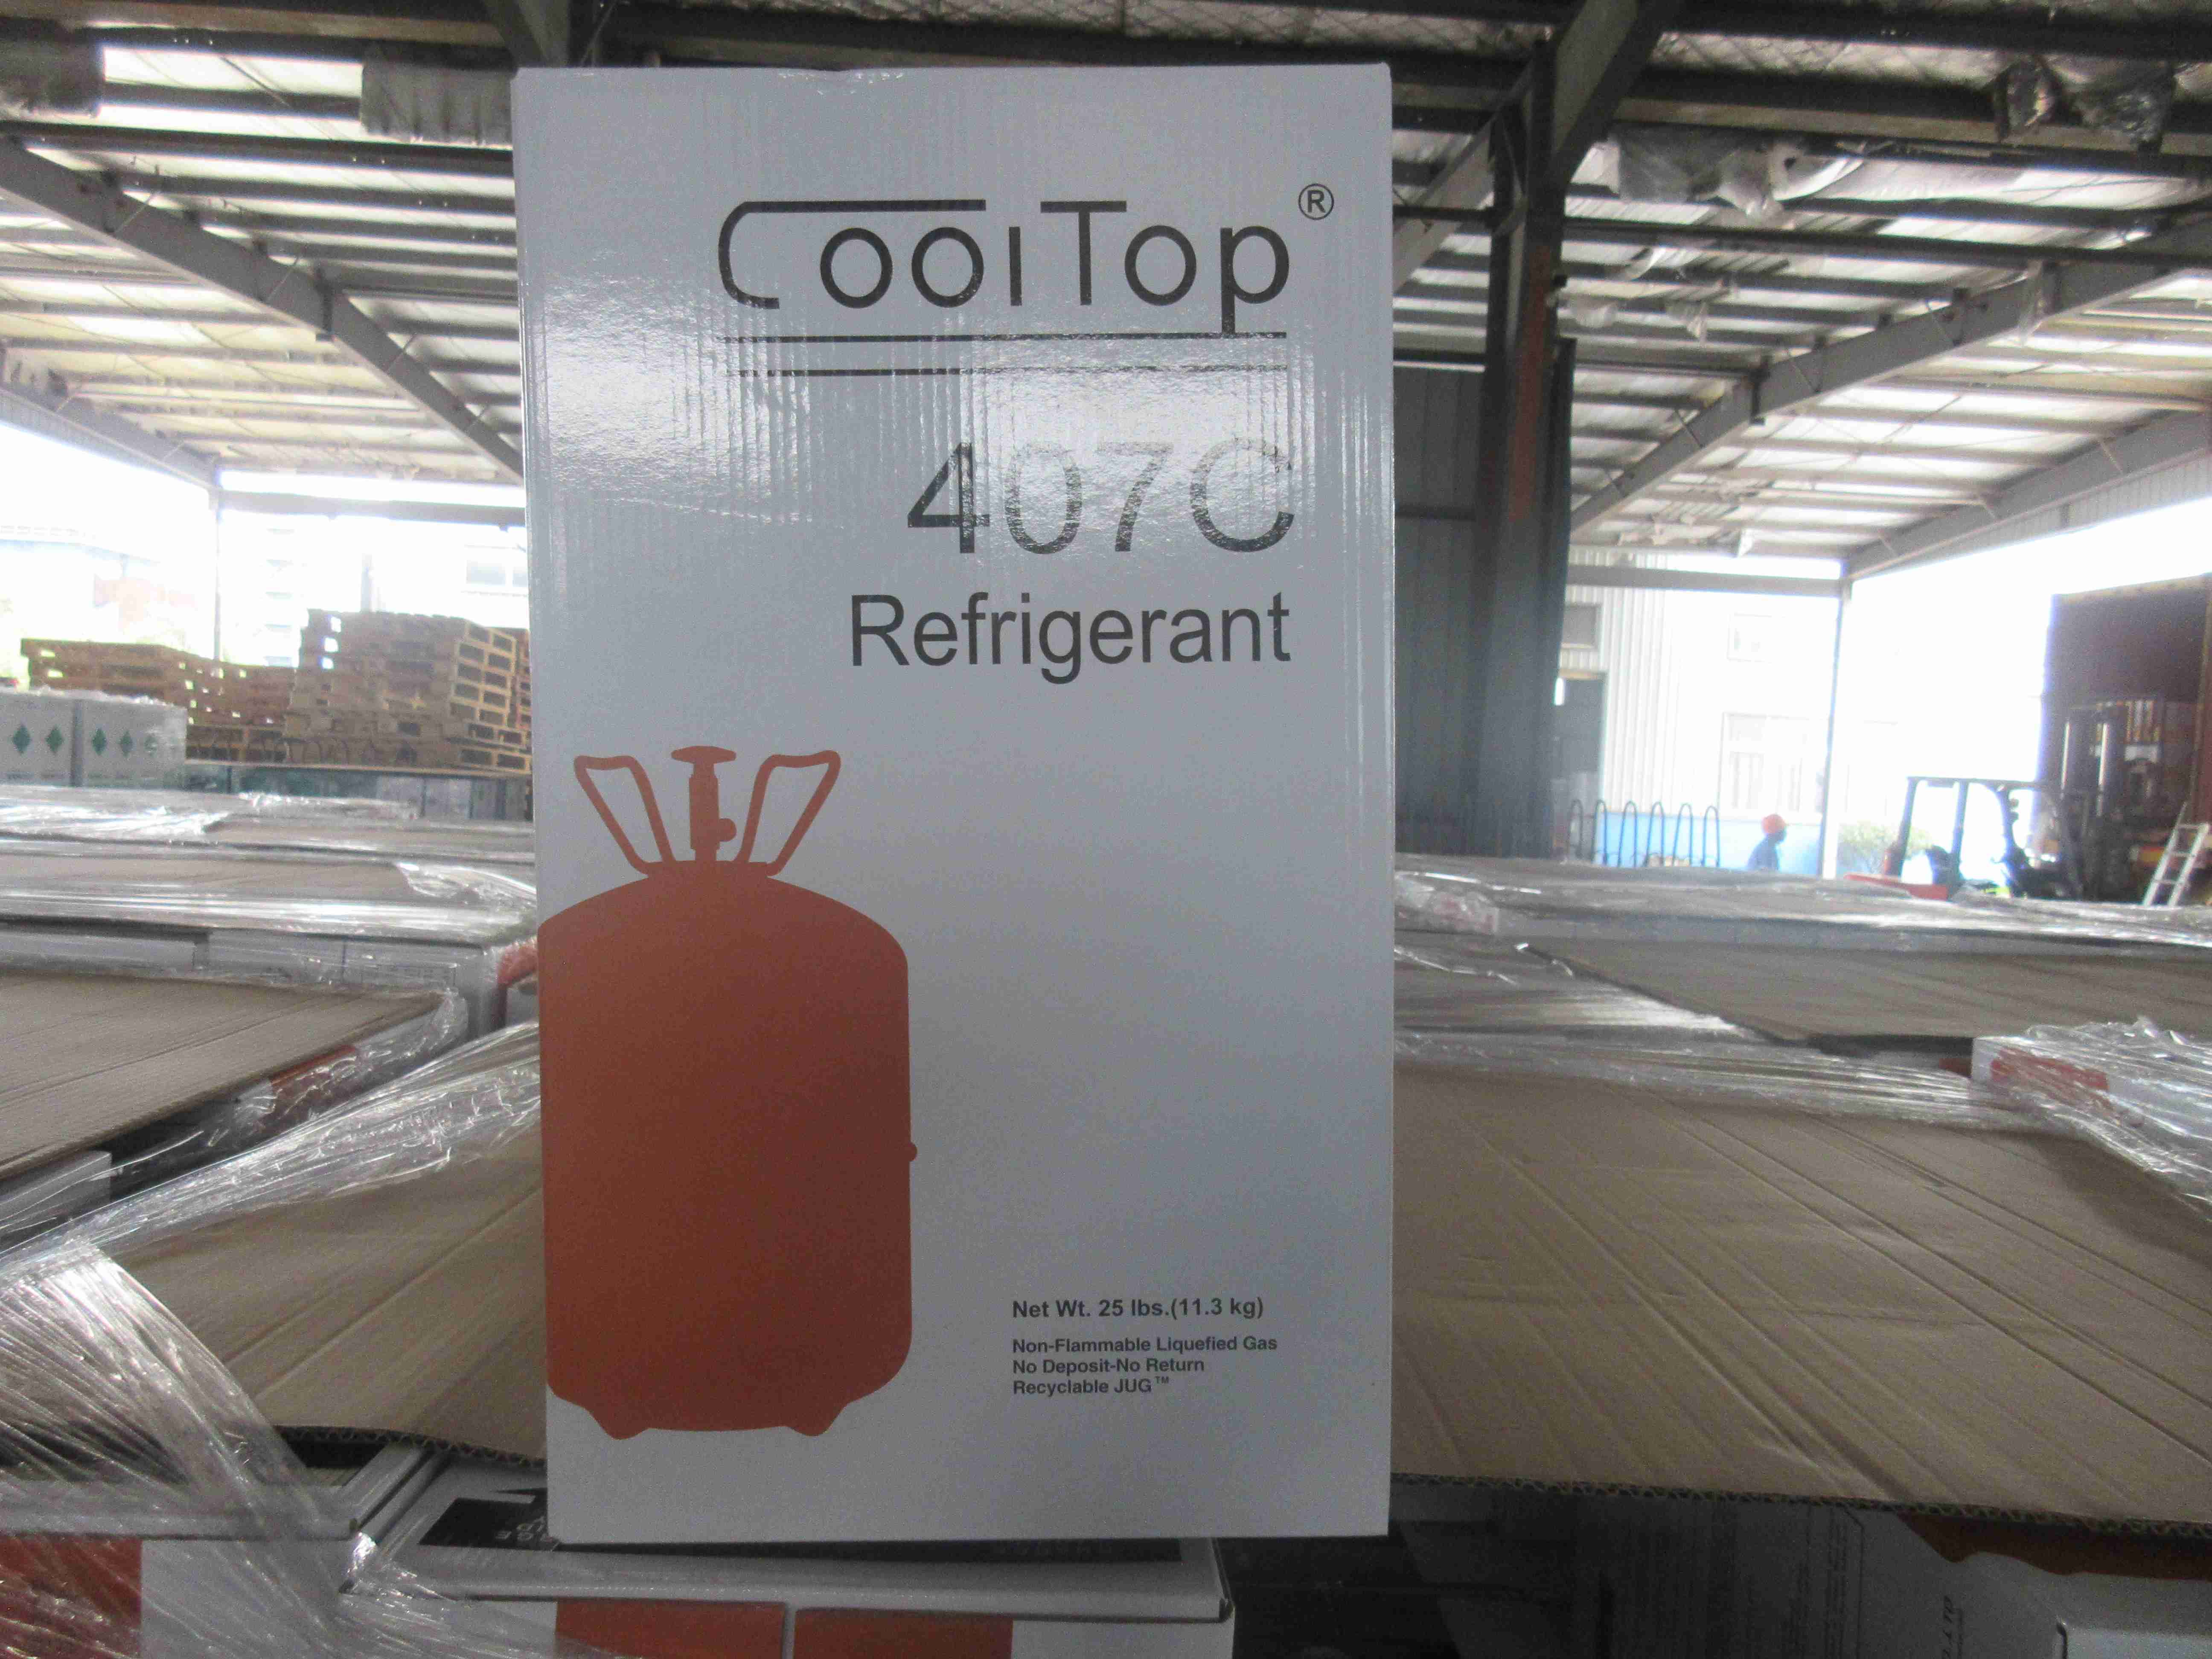 CoolTop®
407C
Refrigerant
Net Wt. 25 lbs.(11.3 kg)
Non-Flammable Liquefied Gas
No Deposit-No Return
Recyclable JUG™